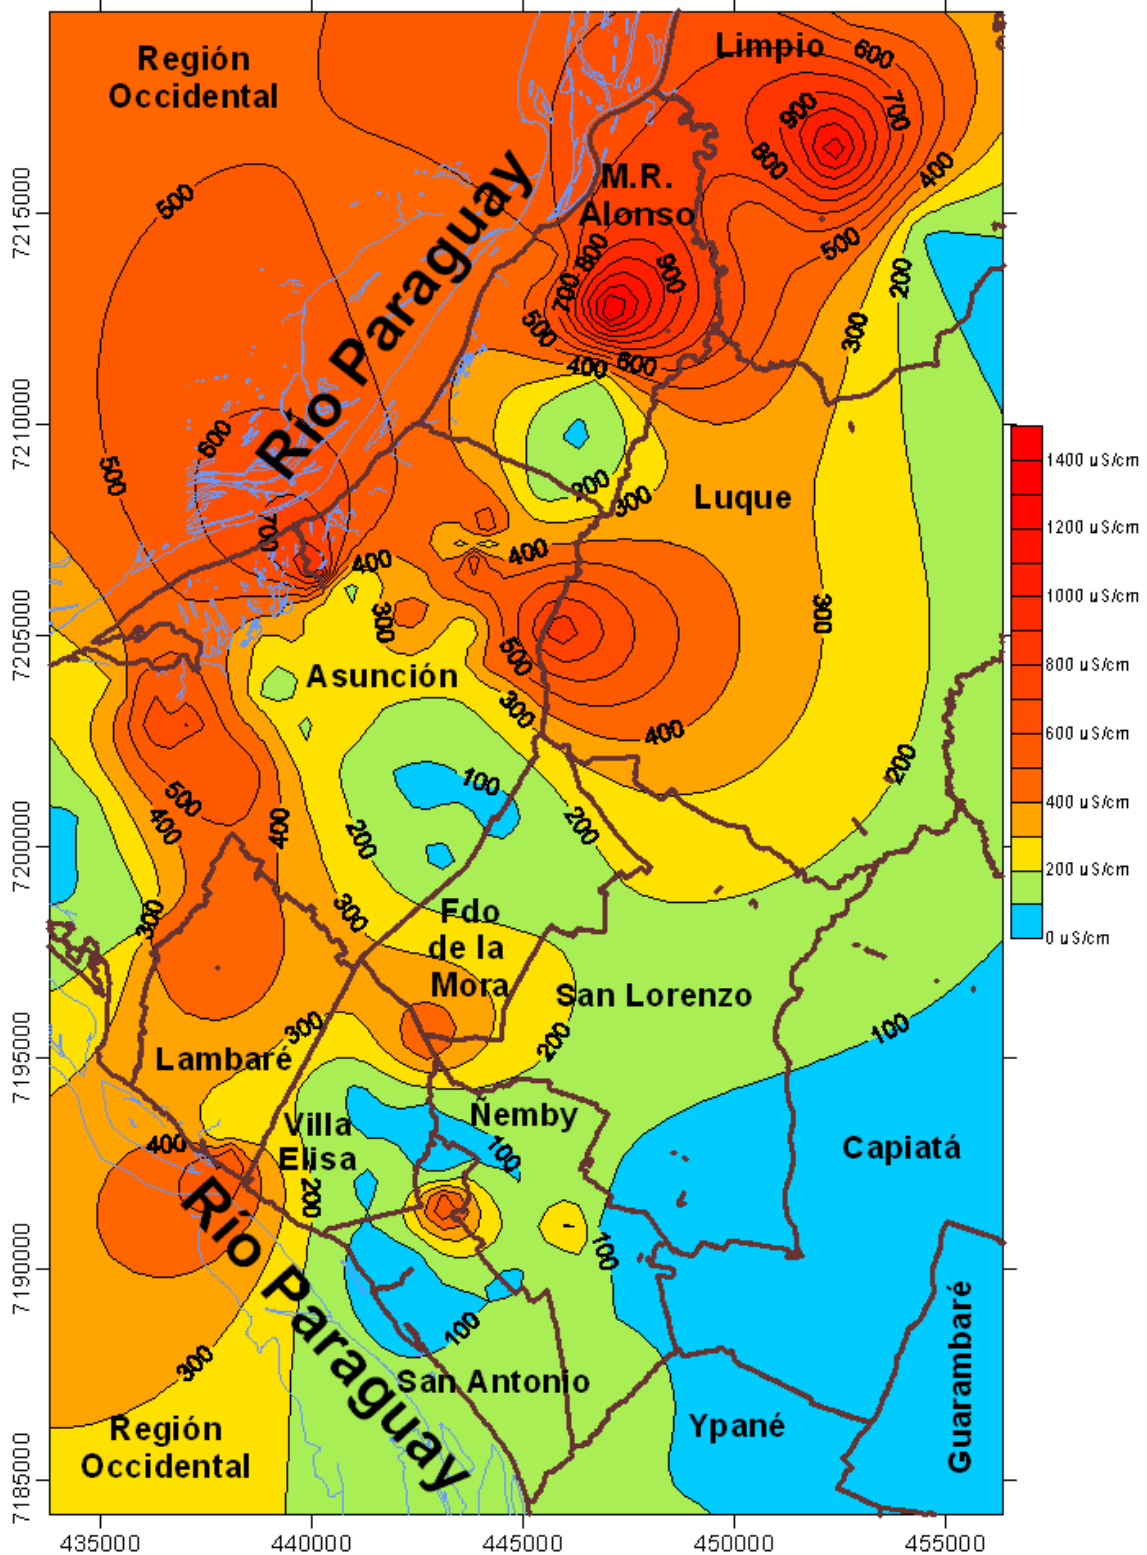 Región
Occidental
Limpio
600
900
700
800
400
M.R.
Alonso
500
500
200
Río Paraguay
800
900
700
300
500
600
400
600
500
200
300
Luque
700
400
400
300
300
500
Asunción
300
400
200
100
500
400
400
200
200
300
300
Fdo
de la
Mora
San Lorenzo
100
300
200
Lambaré
Ñemby
Villa
Elisa
100
Capiatá
400
200
100
Río Paraguay
100
300
San Antonio
Guarambaré
Ypané
Región
Occidental
7215000
7210000
7205000
7200000
7195000
7190000
7185000
435000
440000
445000
450000
455000
1400 uS/cm
1200 uS/cm
1000 uS/cm
800 uS/cm
600 uS/cm
400 uS/cm
200 uS/cm
0 uS/cm